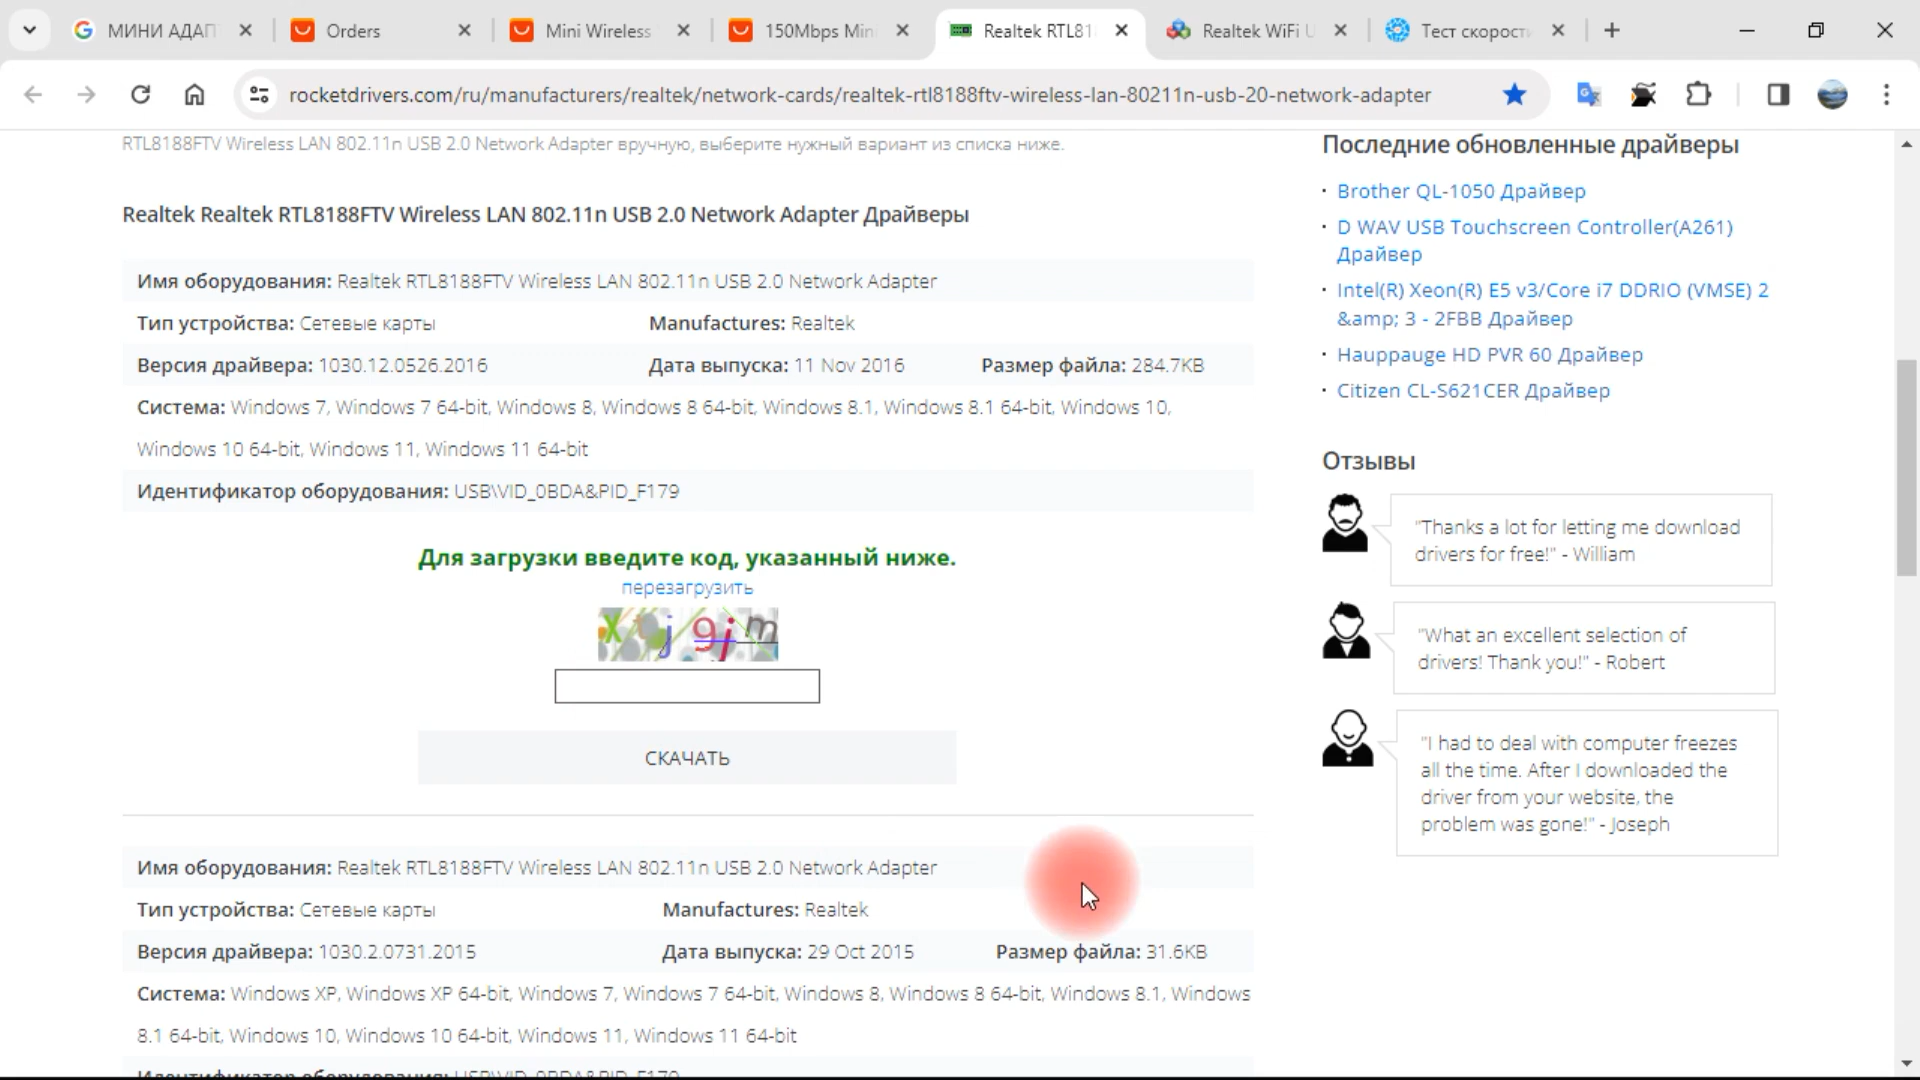 МИНИ АДАП
Orders
Mini Wireless
150Mbps Mini
Realtek RTL81
Realtek WiFi U
Тест скорости
rocketdrivers.com/ru/manufacturers/realtek/network-cards/realtek-rtl8188ftv-wireless-lan-80211n-usb-20-network-adapter
RTL8188FTV Wireless LAN 802.11n USB 2.0 Network Adapter вручную, выберите нужный вариант из списка ниже.
Realtek Realtek RTL8188FTV Wireless LAN 802.11n USB 2.0 Network Adapter Драйверы
Имя оборудования: Realtek RTL8188FTV Wireless LAN 802.11n USB 2.0 Network Adapter
Тип устройства: Сетевые карты Manufactures: Realtek
Версия драйвера: 1030.12.0526.2016 Дата выпуска: 11 Nov 2016 Размер файла: 284.7KB
Система: Windows 7, Windows 7 64-bit, Windows 8, Windows 8 64-bit, Windows 8.1, Windows 8.1 64-bit, Windows 10,
Windows 10 64-bit, Windows 11, Windows 11 64-bit
Идентификатор оборудования: USB\VID_0BDA&PID_F179
Для загрузки введите код, указанный ниже.
перезагрузить
СКАЧАТЬ
Имя оборудования: Realtek RTL8188FTV Wireless LAN 802.11n USB 2.0 Network Adapter
Тип устройства: Сетевые карты Manufactures: Realtek
Версия драйвера: 1030.2.0731.2015 Дата выпуска: 29 Oct 2015 Размер файла: 31.6KB
Система: Windows XP, Windows XP 64-bit, Windows 7, Windows 7 64-bit, Windows 8, Windows 8 64-bit, Windows 8.1, Windows
8.1 64-bit, Windows 10, Windows 10 64-bit, Windows 11, Windows 11 64-bit
Идентификатор оборудования: USB\VID_0BDA&PID_F179
Последние обновленные драйверы
Brother QL-1050 Драйвер
D WAV USB Touchscreen Controller(A261)
Драйвер
Intel(R) Xeon(R) E5 v3/Core i7 DDRIO (VMSE) 2
&amp; 3 - 2FBB Драйвер
Hauppauge HD PVR 60 Драйвер
Citizen CL-S621CER Драйвер
Отзывы
"Thanks a lot for letting me download
drivers for free!" - William
"What an excellent selection of
drivers! Thank you!" - Robert
"I had to deal with computer freezes
all the time. After I downloaded the
driver from your website, the
problem was gone!" - Joseph